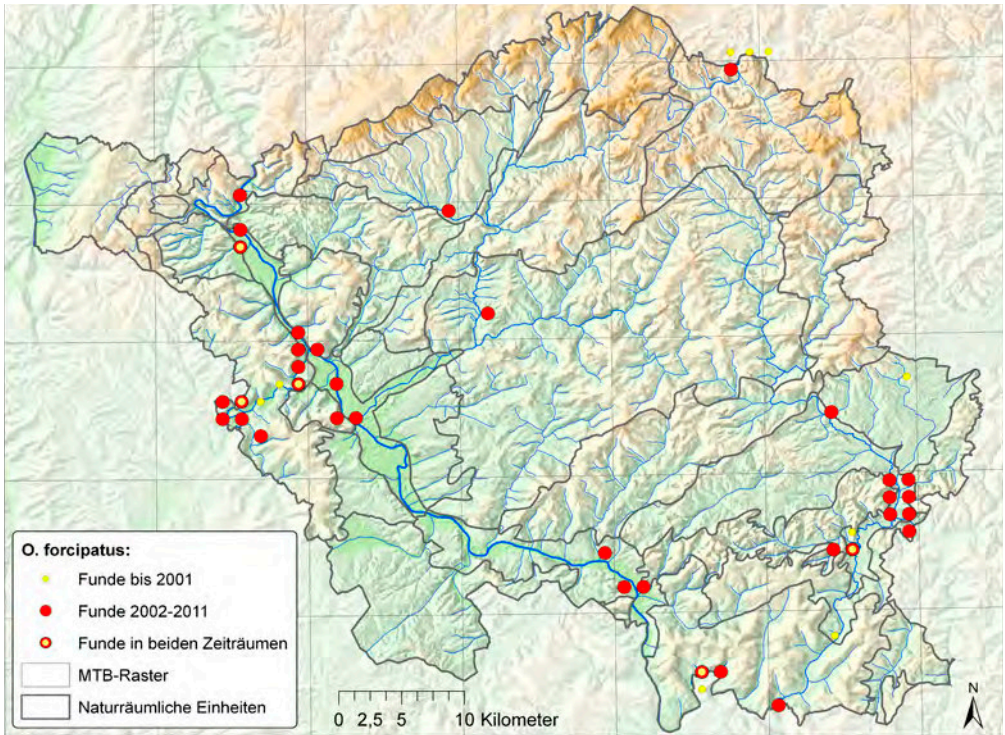 O. forcipatus:
Funde bis 2001
Funde 2002-2011
Funde in beiden Zeiträumen
MTB-Raster
Naturräumliche Einheiten
0 2,5 5 10 Kilometer
N